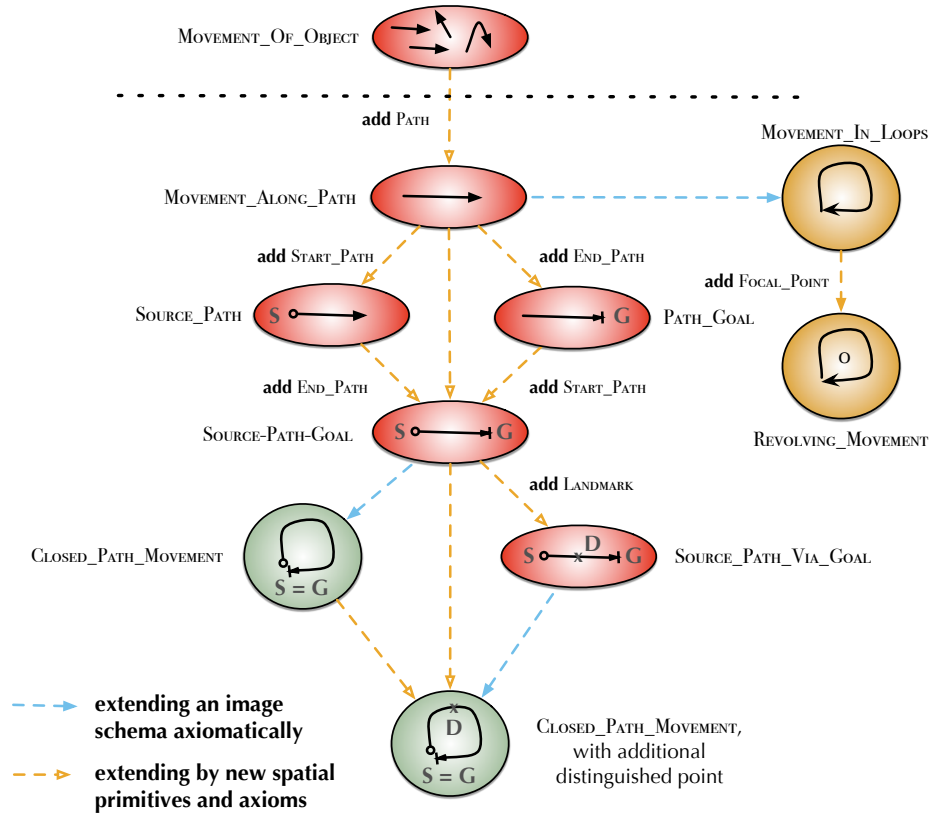 MOVEMENT_OF_OBJECT
add PATH
MOVEMENT_IN_LOOPS
MOVEMENT_ALONG_PATH
add START_PATH
add END_PATH
add FOCAL_POINT
SOURCE_PATH
S
G
PATH_GOAL
O
add END_PATH
add START_PATH
SOURCE-PATH-GOAL
S
G
REVOLVING_MOVEMENT
add LANDMARK
CLOSED_PATH_MOVEMENT
S = G
S
D
x
G
SOURCE_PATH_VIA_GOAL
x
D
S = G
CLOSED_PATH_MOVEMENT,
with additional
distinguished point
extending an image
schema axiomatically
extending by new spatial
primitives and axioms